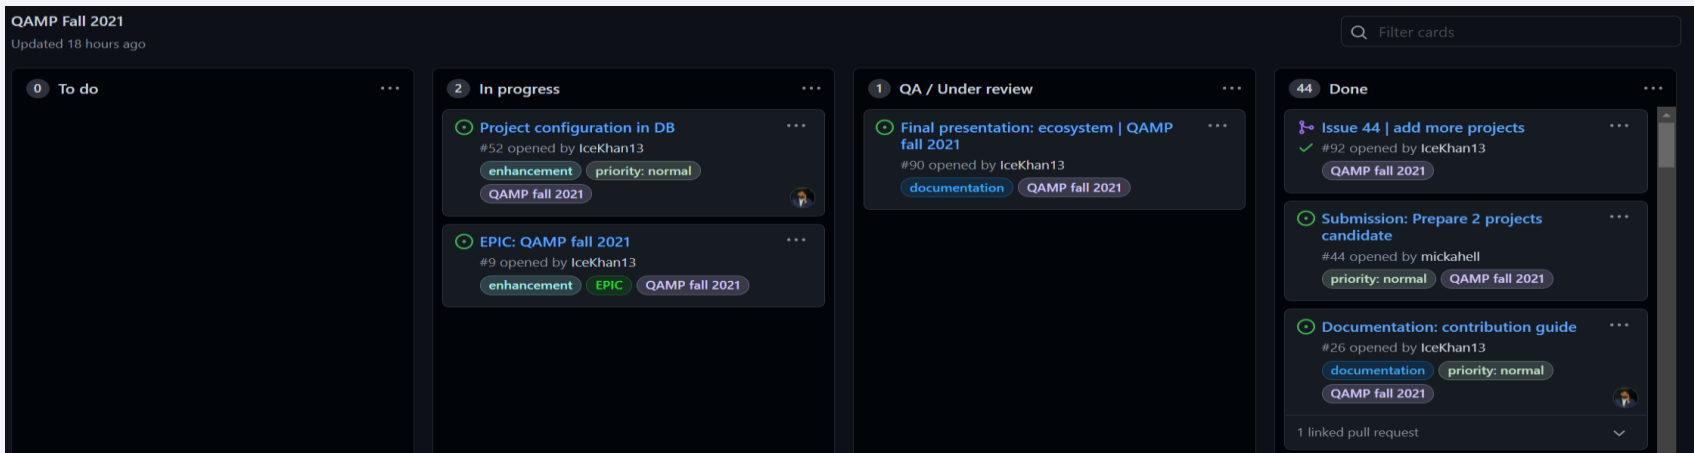 QAMP Fall 2021
Updated 18 hours ago
Filter cards
0 To do
2 In progress
Project configuration in DB
#52 opened by IceKhan13
enhancement priority: normal
QAMP fall 2021
EPIC: QAMP fall 2021
#9 opened by IceKhan13
enhancement EPIC QAMP fall 2021
1 QA / Under review
Final presentation: ecosystem | QAMP
fall 2021
#90 opened by IceKhan13
documentation QAMP fall 2021
44 Done
Issue 44 | add more projects
#92 opened by IceKhan13
QAMP fall 2021
Submission: Prepare 2 projects
candidate
#44 opened by mickahell
priority: normal QAMP fall 2021
Documentation: contribution guide
#26 opened by IceKhan13
documentation priority: normal
QAMP fall 2021
1 linked pull request